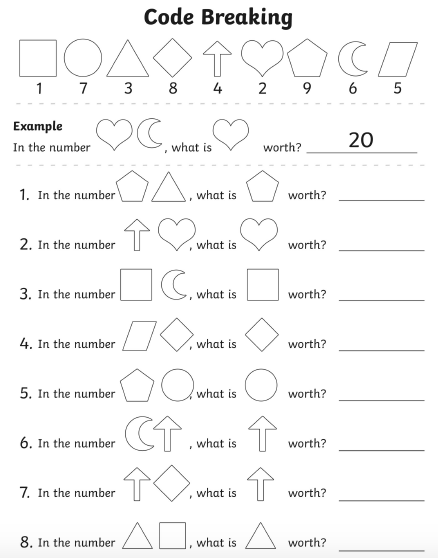 Code Breaking
1 7 3 8 4 2 9 6 5
Example
In the number , what is worth? 20
1. In the number , what is worth?
2. In the number , what is worth?
3. In the number , what is worth?
4. In the number , what is worth?
5. In the number , what is worth?
6. In the number , what is worth?
7. In the number , what is worth?
8. In the number , what is worth?